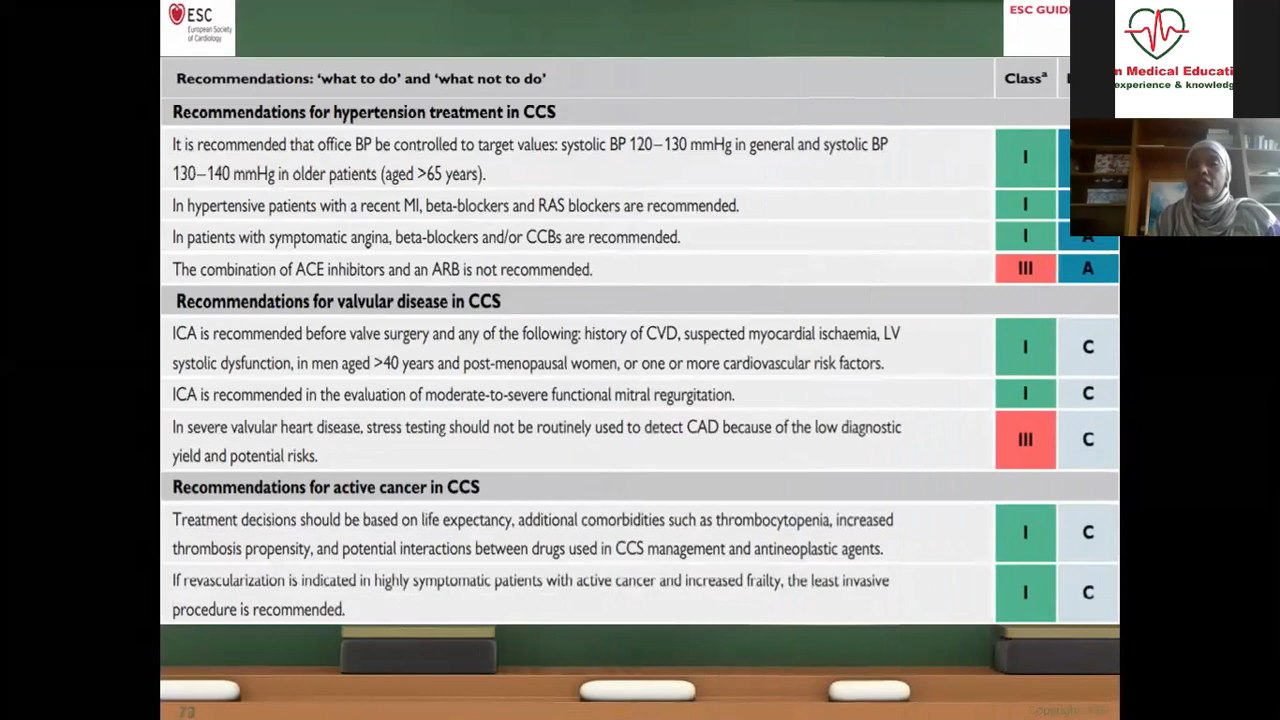 ESC
European Society
of Cardiology
ESC GUID
Medical Educati
experience & knowledg
Recommendations: ‘what to do’ and ‘what not to do’ Classᵃ
Recommendations for hypertension treatment in CCS
It is recommended that office BP be controlled to target values: systolic BP 120–130 mmHg in general and systolic BP
130–140 mmHg in older patients (aged >65 years).
I
In hypertensive patients with a recent MI, beta-blockers and RAS blockers are recommended. I
In patients with symptomatic angina, beta-blockers and/or CCBs are recommended. I A
The combination of ACE inhibitors and an ARB is not recommended. III A
Recommendations for valvular disease in CCS
ICA is recommended before valve surgery and any of the following: history of CVD, suspected myocardial ischaemia, LV
systolic dysfunction, in men aged >40 years and post-menopausal women, or one or more cardiovascular risk factors.
I C
ICA is recommended in the evaluation of moderate-to-severe functional mitral regurgitation. I C
In severe valvular heart disease, stress testing should not be routinely used to detect CAD because of the low diagnostic
yield and potential risks.
III C
Recommendations for active cancer in CCS
Treatment decisions should be based on life expectancy, additional comorbidities such as thrombocytopenia, increased
thrombosis propensity, and potential interactions between drugs used in CCS management and antineoplastic agents.
I C
If revascularization is indicated in highly symptomatic patients with active cancer and increased frailty, the least invasive
procedure is recommended.
I C